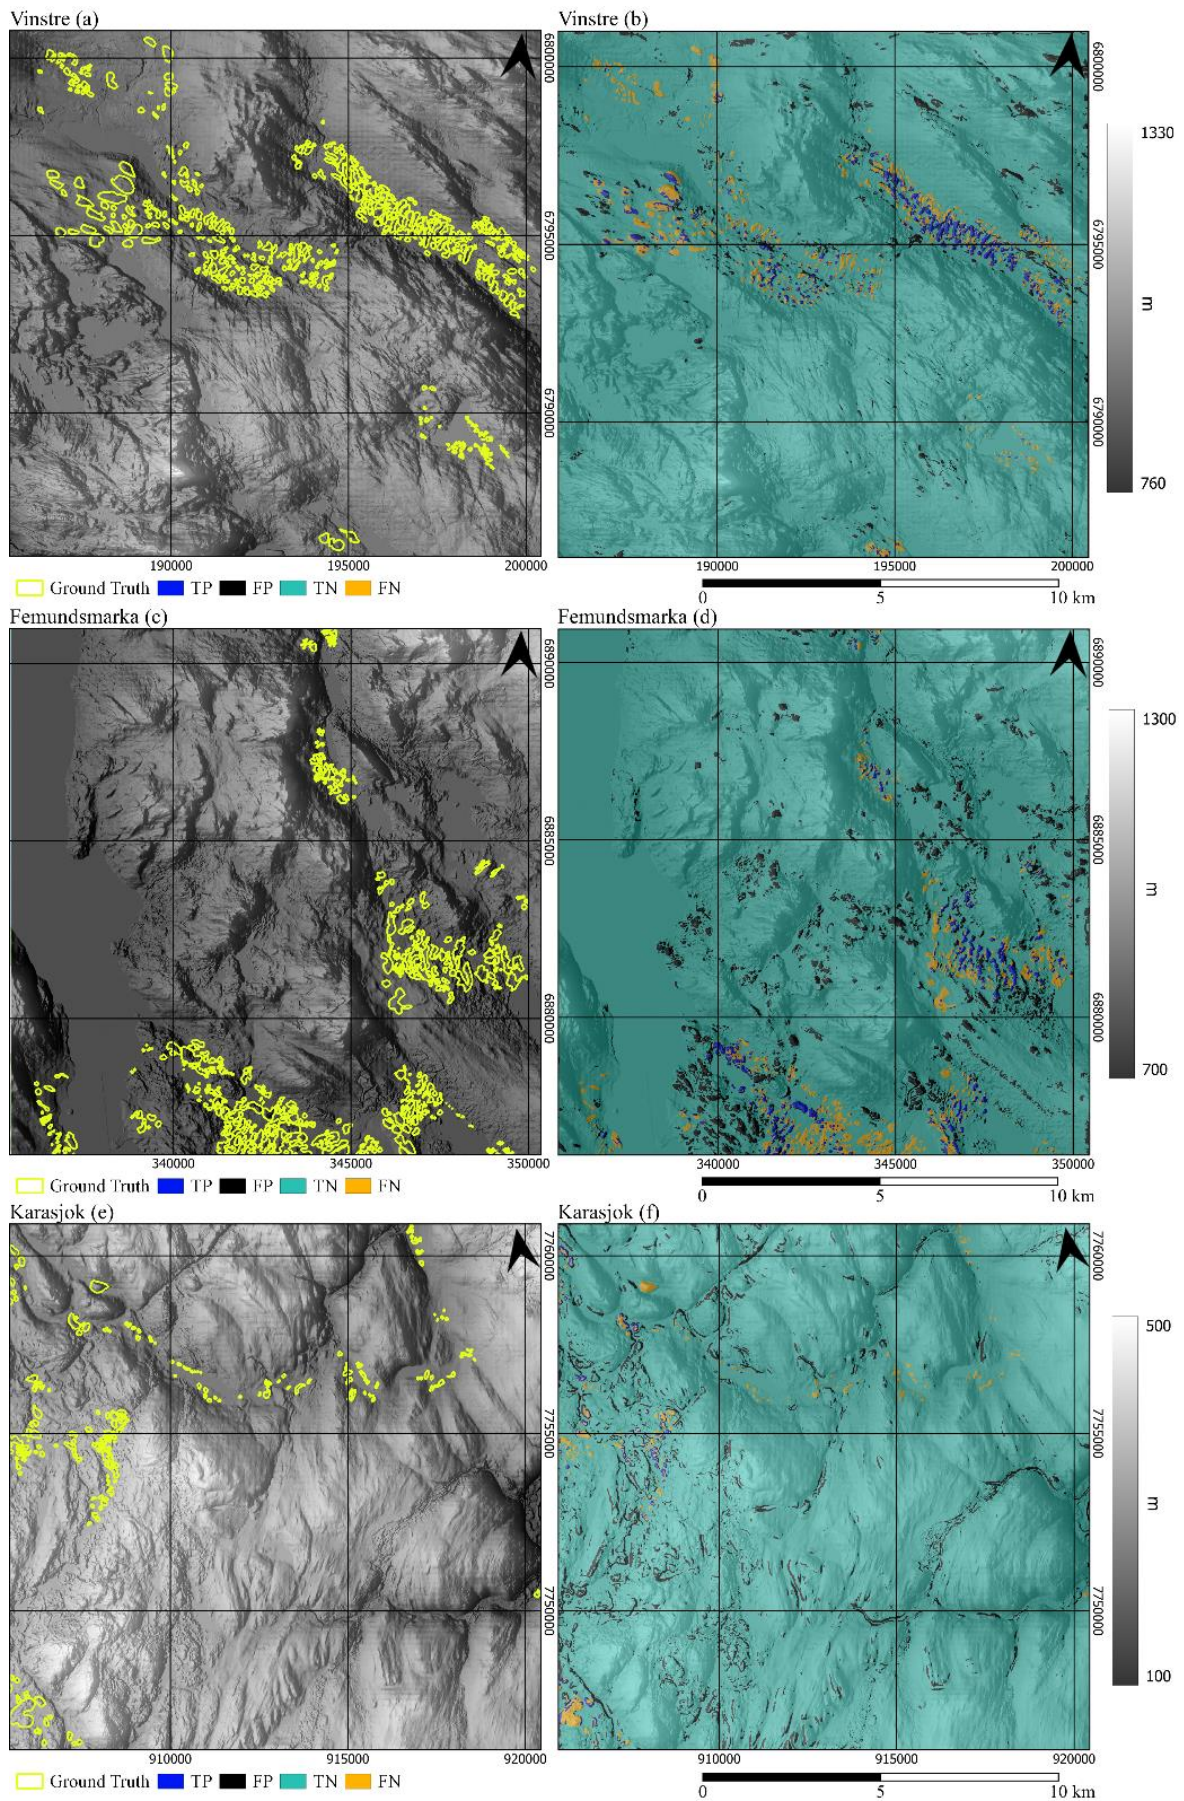 Vinstre (a)
Vinstre (b)
6800000
6795000
6790000
190000
195000
200000
6800000
6795000
6790000
190000
195000
200000
1330
m
760
Ground Truth TP FP TN FN
0 5 10 km
Femundsmarka (c)
Femundsmarka (d)
6890000
6885000
6880000
340000
345000
350000
6890000
6885000
6880000
340000
345000
350000
1300
m
700
Ground Truth TP FP TN FN
0 5 10 km
Karasjok (e)
Karasjok (f)
7760000
7755000
7750000
910000
915000
920000
7760000
7755000
7750000
910000
915000
920000
500
m
100
Ground Truth TP FP TN FN
0 5 10 km